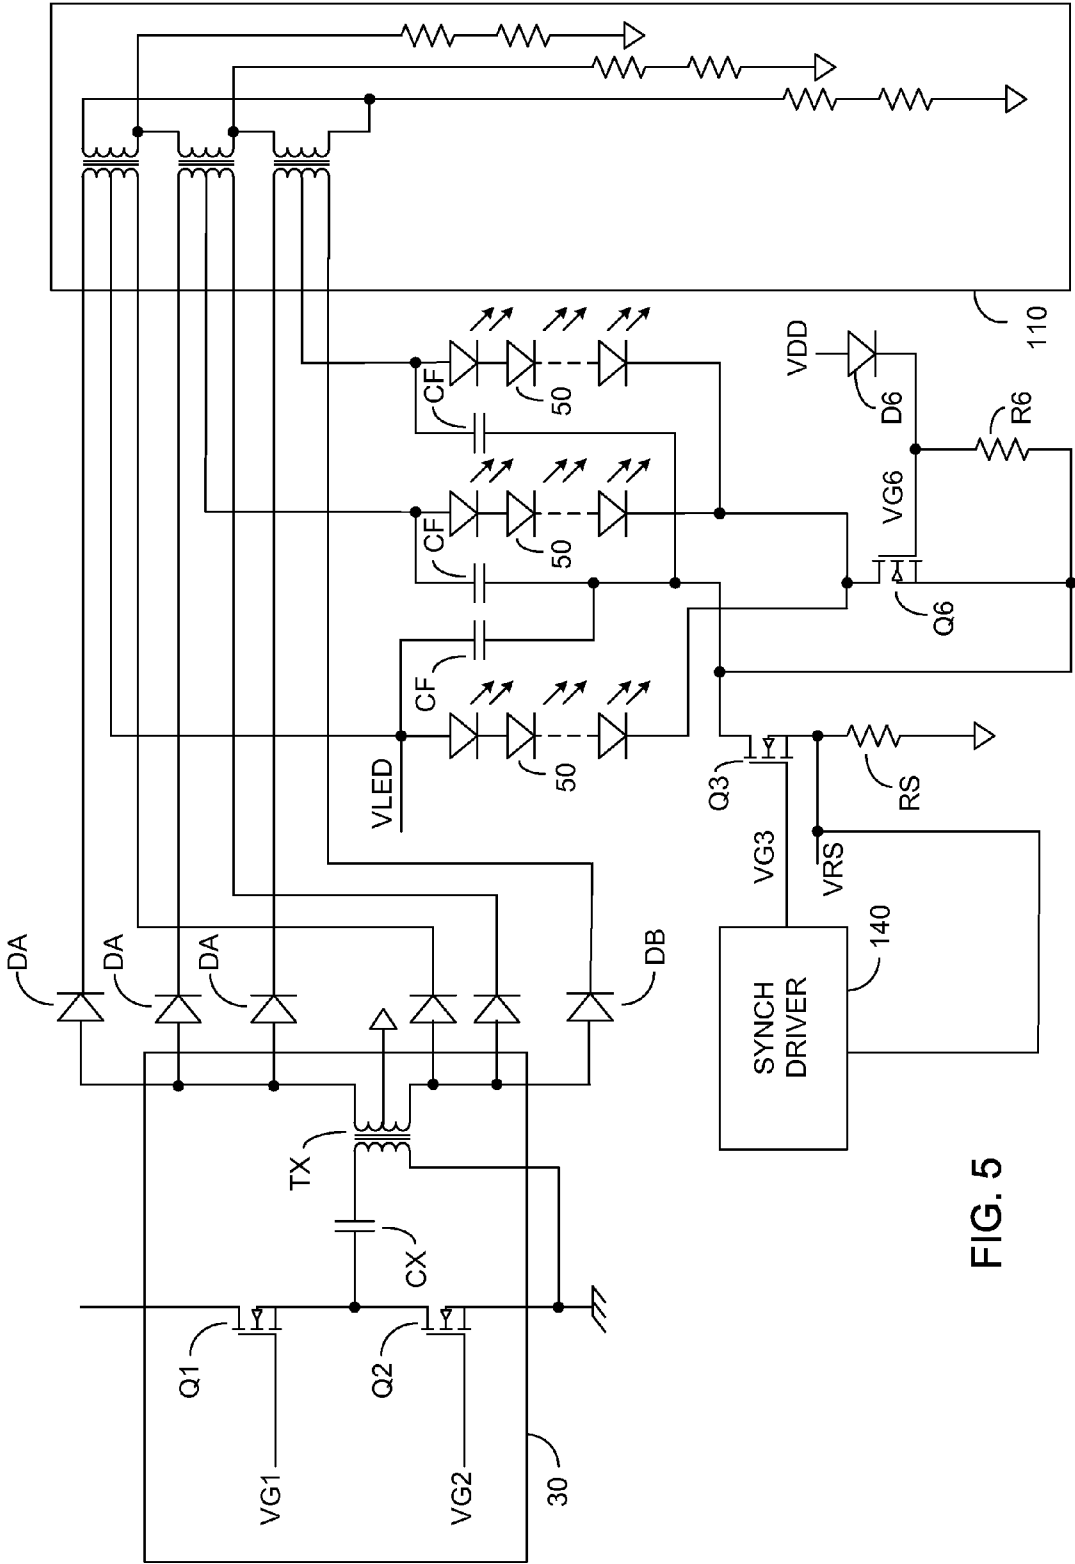 110
VDD
D6
R6
VG6
Q6
CF
50
CF
50
CF
50
VLED
Q3
RS
VG3
VRS
DA
DA
DA
DB
140
SYNCH
DRIVER
TX
CX
Q1
Q2
VG1
VG2
30
FIG. 5